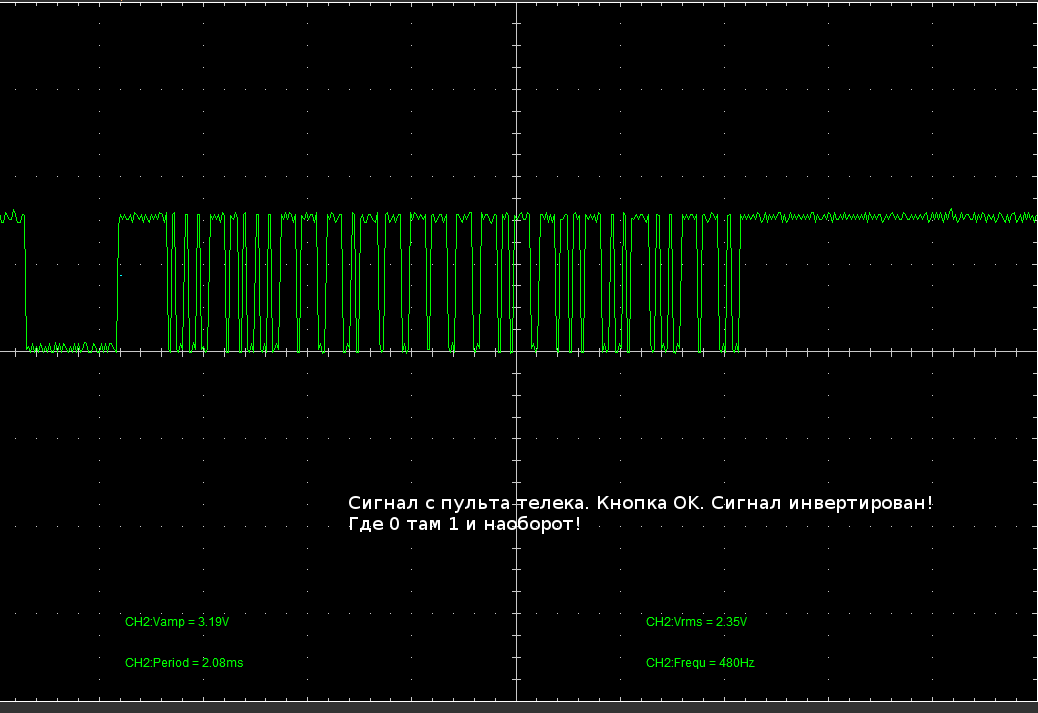 Сигнал с пульта телека. Кнопка OK. Сигнал инвертирован!
Где 0 там 1 и наоборот!
CH2:Vamp = 3.19V
CH2:Vrms = 2.35V
CH2:Period = 2.08ms
CH2:Frequ = 480Hz